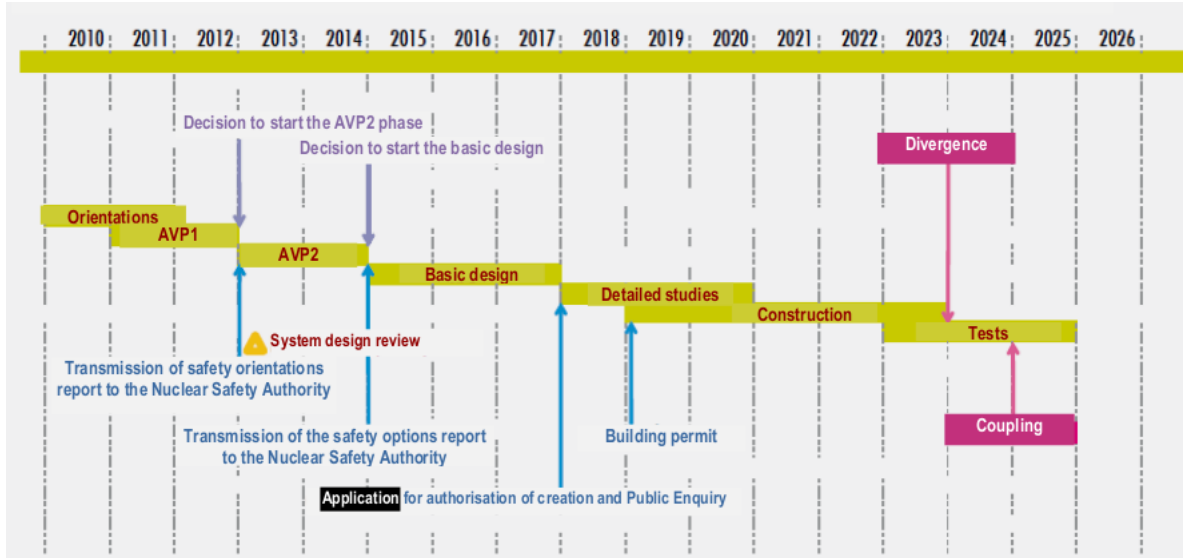 2010 2011 2012 2013 2014 2015 2016 2017 2018 2019 2020 2021 2022 2023 2024 2025 2026
Decision to start the AVP2 phase
Decision to start the basic design
Divergence
Orientations
AVP1
AVP2
Basic design
Detailed studies
Construction
Tests
System design review
Transmission of safety orientations
report to the Nuclear Safety Authority
Transmission of the safety options report
to the Nuclear Safety Authority
Building permit
Coupling
Application for authorisation of creation and Public Enquiry